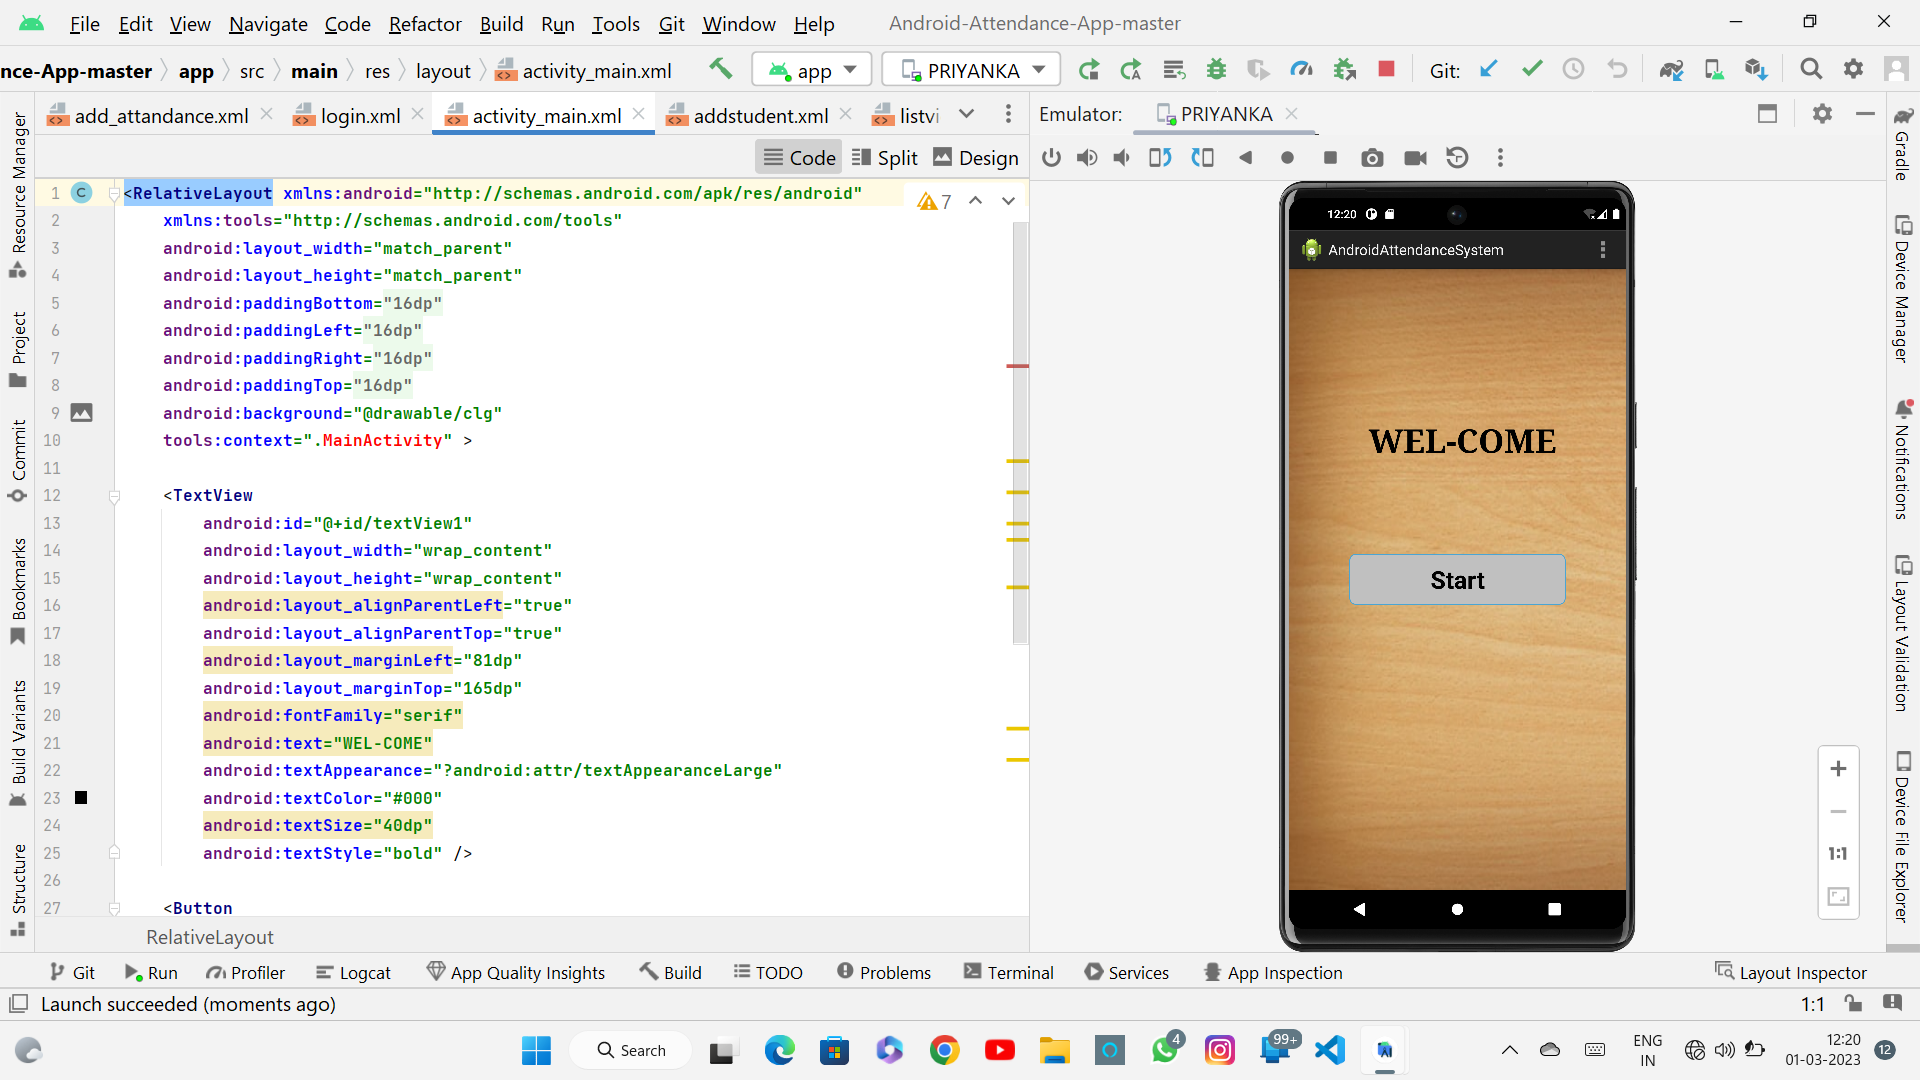 File Edit View Navigate Code Refactor Build Run Tools Git Window Help Android-Attendance-App-master
nce-App-master app src main res layout activity_main.xml app PRIYANKA Git:
add_attandance.xml login.xml activity_main.xml addstudent.xml listvi Emulator: PRIYANKA
Code Split Design
7
1 <RelativeLayout xmlns:android="http://schemas.android.com/apk/res/android"
2 xmlns:tools="http://schemas.android.com/tools"
3 android:layout_width="match_parent"
4 android:layout_height="match_parent"
5 android:paddingBottom="16dp"
6 android:paddingLeft="16dp"
7 android:paddingRight="16dp"
8 android:paddingTop="16dp"
9 android:background="@drawable/clg"
10 tools:context=".MainActivity" >
11
12 <TextView
13 android:id="@+id/textView1"
14 android:layout_width="wrap_content"
15 android:layout_height="wrap_content"
16 android:layout_alignParentLeft="true"
17 android:layout_alignParentTop="true"
18 android:layout_marginLeft="81dp"
19 android:layout_marginTop="165dp"
20 android:fontFamily="serif"
21 android:text="WEL-COME"
22 android:textAppearance="?android:attr/textAppearanceLarge"
23 android:textColor="#000"
24 android:textSize="40dp"
25 android:textStyle="bold" />
26
27 <Button
RelativeLayout
12:20
AndroidAttendanceSystem
WEL-COME
Start
1:1
Resource Manager
Project
Commit
Bookmarks
Build Variants
Structure
Gradle
Device Manager
Notifications
Layout Validation
Device File Explorer
Git Run Profiler Logcat App Quality Insights Build TODO Problems Terminal Services App Inspection Layout Inspector
Launch succeeded (moments ago) 1:1
Search 4 99+ ENG IN 12:20 01-03-2023 12